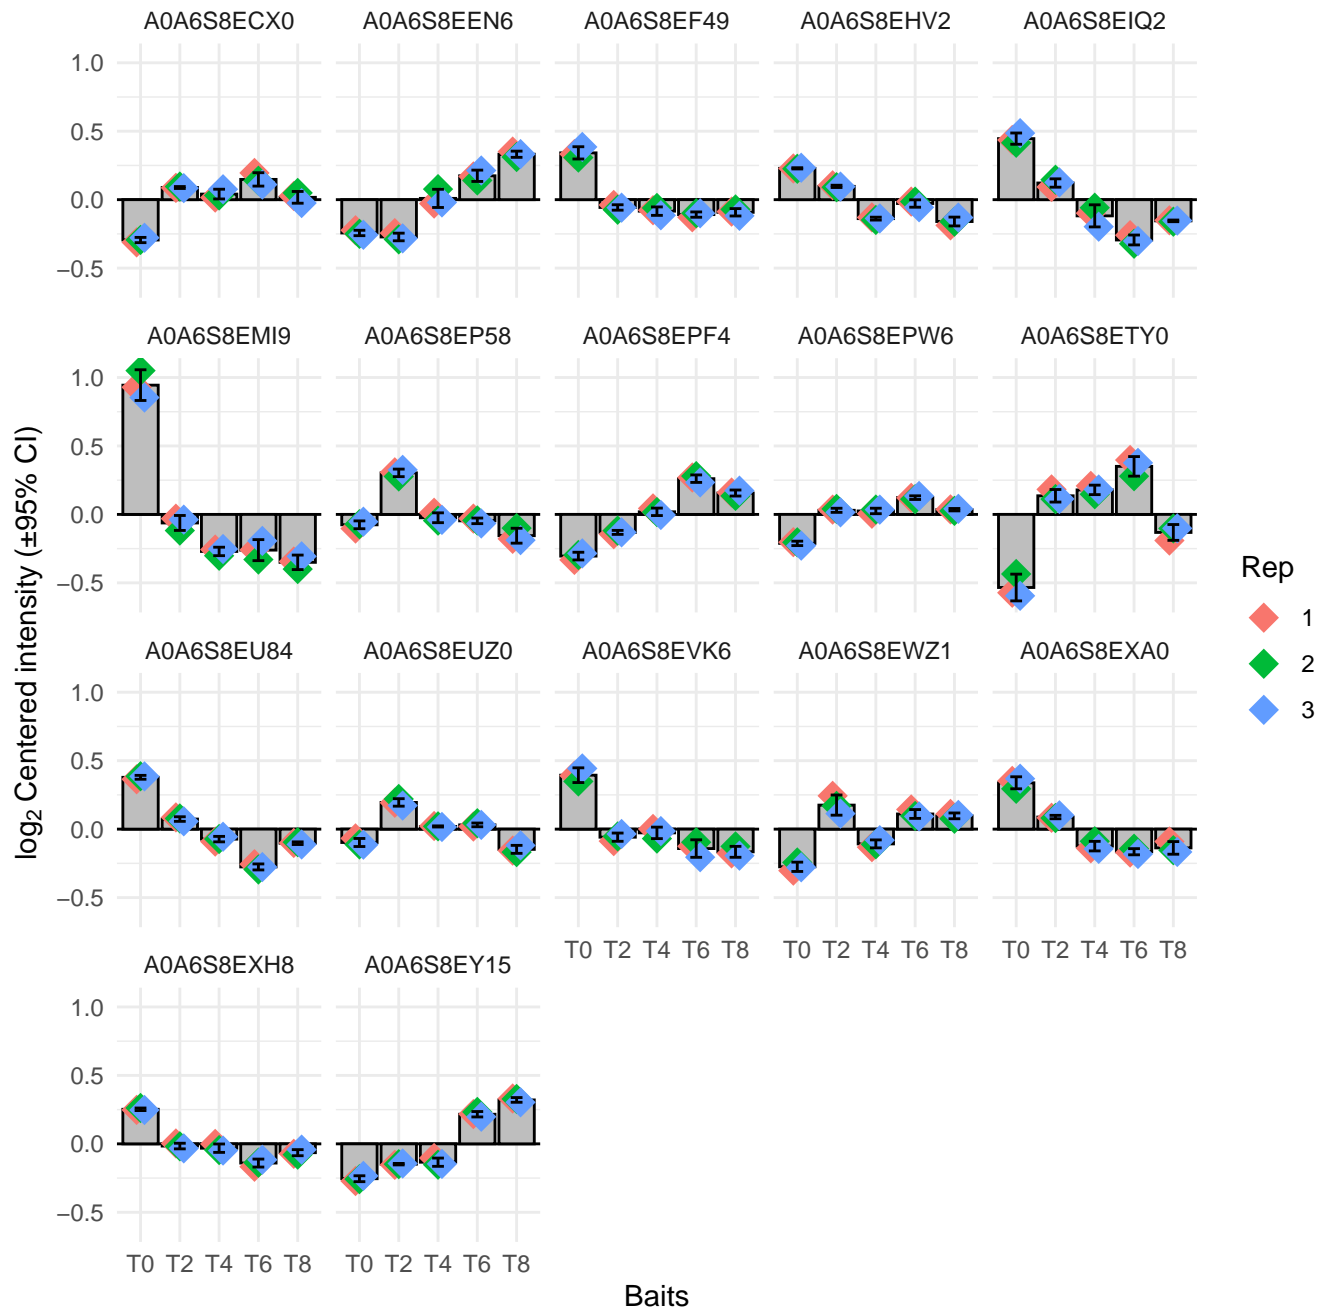 A0A6S8ECX0 A0A6S8EEN6 A0A6S8EF49 A0A6S8EHV2 A0A6S8EIQ2
1.0
0.5
0.0
−0.5
A0A6S8EMI9 A0A6S8EP58 A0A6S8EPF4 A0A6S8EPW6 A0A6S8ETY0
1.0
0.5
0.0
−0.5
A0A6S8EU84 A0A6S8EUZ0 A0A6S8EVK6 A0A6S8EWZ1 A0A6S8EXA0
1.0
0.5
0.0
−0.5
T0 T2 T4 T6 T8 T0 T2 T4 T6 T8 T0 T2 T4 T6 T8
A0A6S8EXH8 A0A6S8EY15
1.0
0.5
0.0
−0.5
T0 T2 T4 T6 T8 T0 T2 T4 T6 T8
Baits
log₂ Centered intensity (±95% CI)
Rep
1
2
3